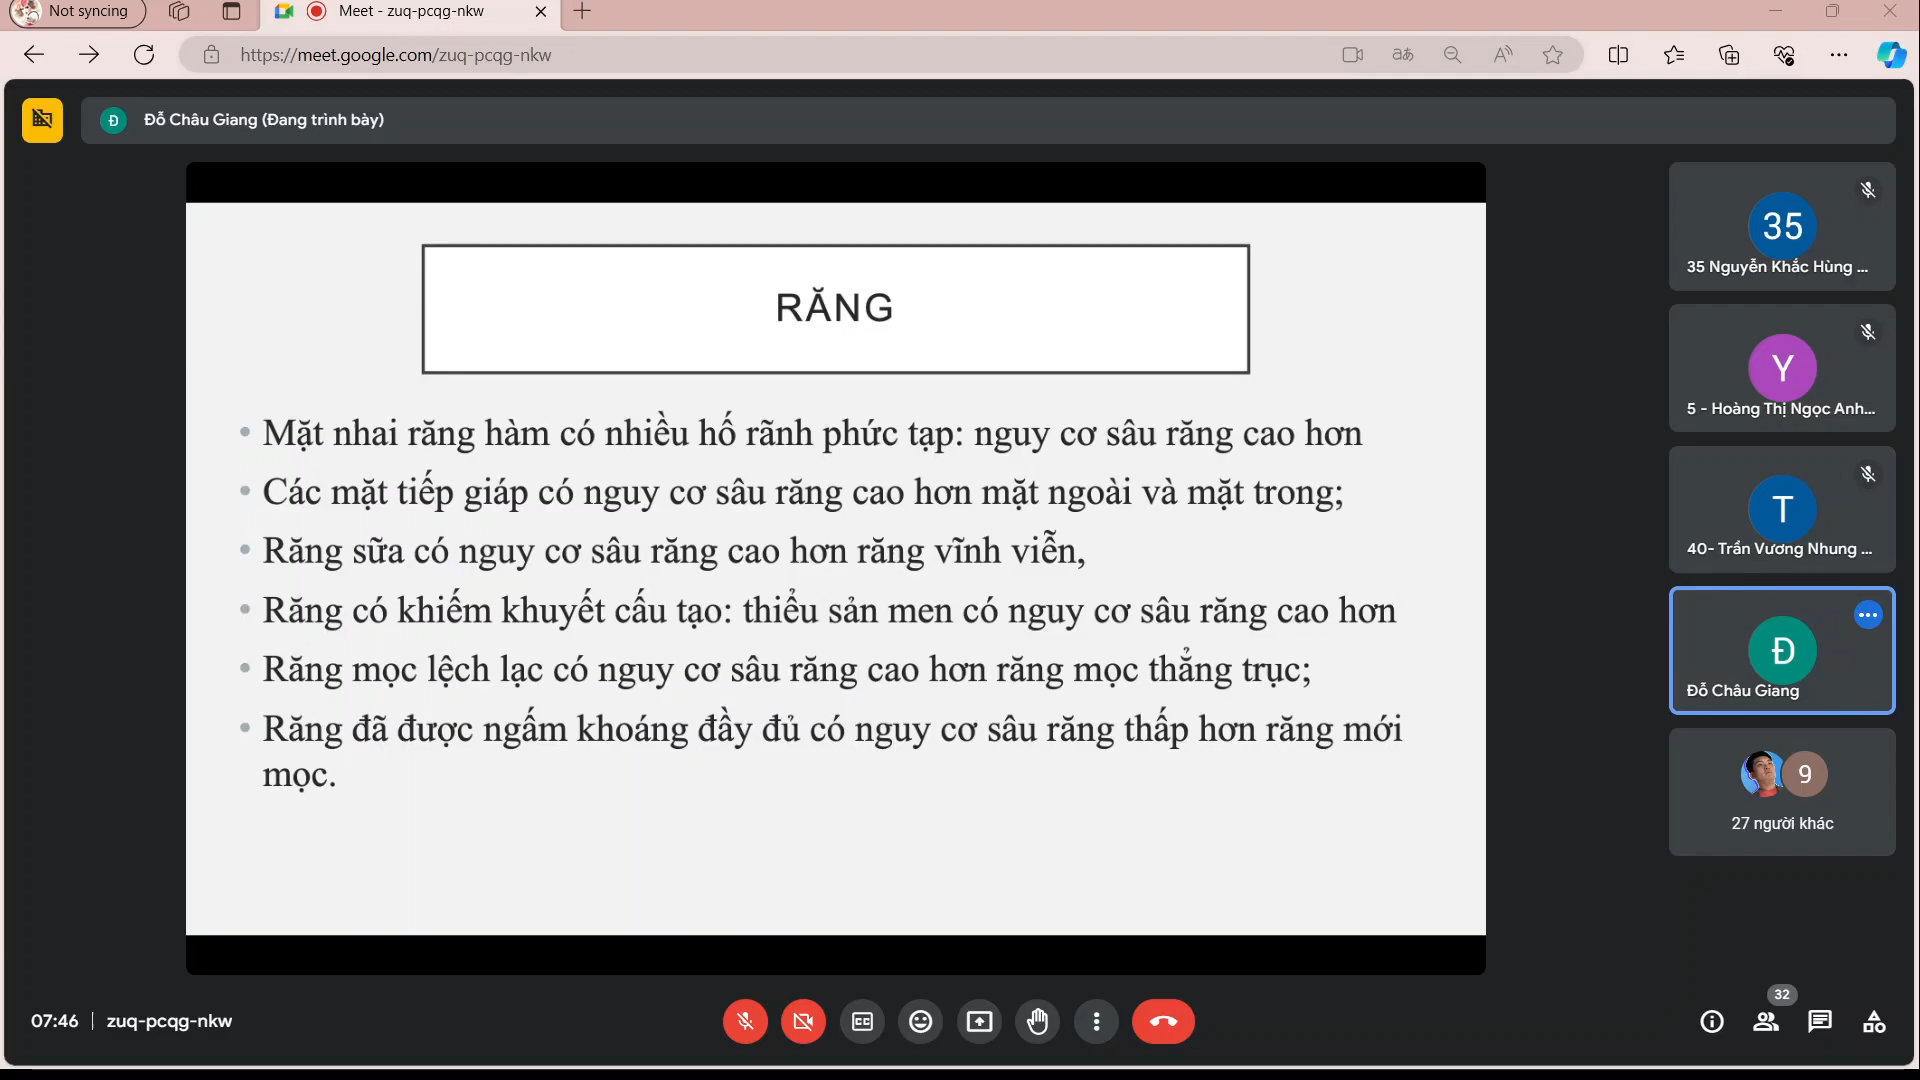 Not syncing
Meet - zuq-pcqg-nkw
https://meet.google.com/zuq-pcqg-nkw
Đ
Đỗ Châu Giang (Đang trình bày)
RĂNG
• Mặt nhai răng hàm có nhiều hố rãnh phức tạp: nguy cơ sâu răng cao hơn
• Các mặt tiếp giáp có nguy cơ sâu răng cao hơn mặt ngoài và mặt trong;
• Răng sữa có nguy cơ sâu răng cao hơn răng vĩnh viễn,
• Răng có khiếm khuyết cấu tạo: thiểu sản men có nguy cơ sâu răng cao hơn
• Răng mọc lệch lạc có nguy cơ sâu răng cao hơn răng mọc thẳng trục;
• Răng đã được ngấm khoáng đầy đủ có nguy cơ sâu răng thấp hơn răng mới
mọc.
35
35 Nguyễn Khắc Hùng ...
Y
5 - Hoàng Thị Ngọc Anh...
T
40- Trần Vương Nhung ...
Đ
Đỗ Châu Giang
9
27 người khác
07:46
zuq-pcqg-nkw
32